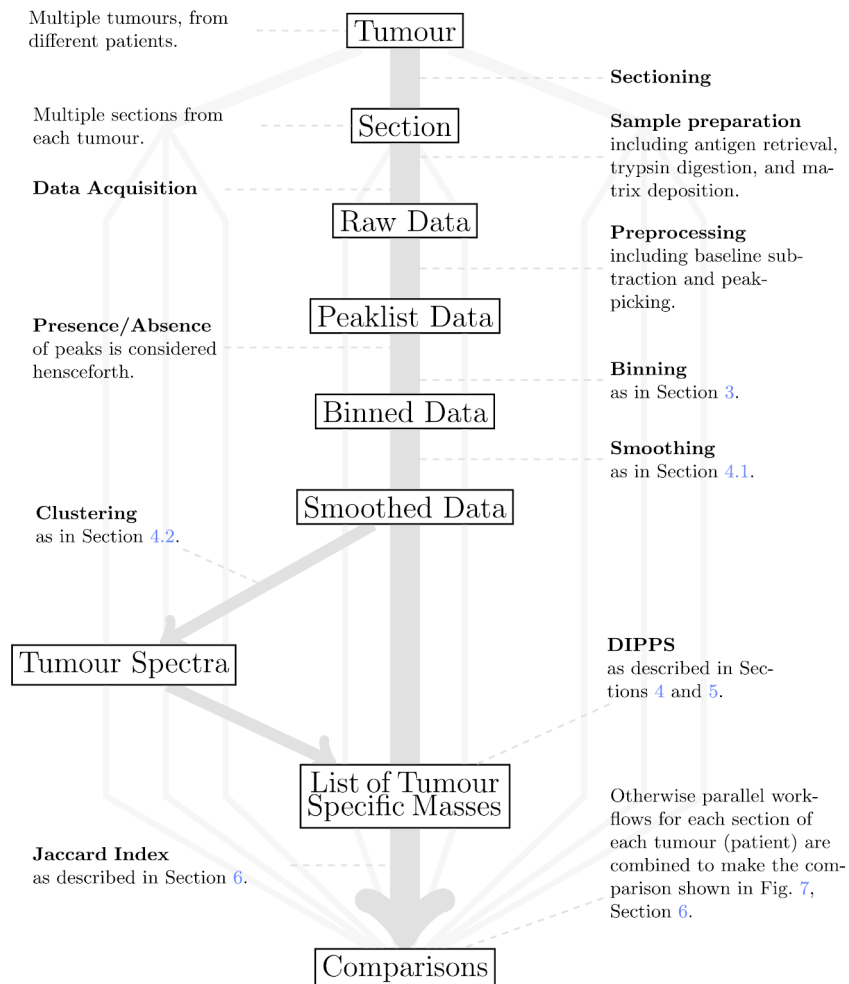 Multiple tumours, from
different patients.
Tumour
Sectioning
Multiple sections from
each tumour.
Section
Sample preparation
including antigen retrieval,
trypsin digestion, and ma-
trix deposition.
Data Acquisition
Raw Data
Preprocessing
including baseline sub-
traction and peak-
picking.
Peaklist Data
Presence/Absence
of peaks is considered
hensceforth.
Binning
as in Section 3.
Binned Data
Smoothing
as in Section 4.1.
Smoothed Data
Clustering
as in Section 4.2.
Tumour Spectra
DIPPS
as described in Sec-
tions 4 and 5.
List of Tumour
Specific Masses
Otherwise parallel work-
flows for each section of
each tumour (patient) are
combined to make the com-
parison shown in Fig. 7,
Section 6.
Jaccard Index
as described in Section 6.
Comparisons